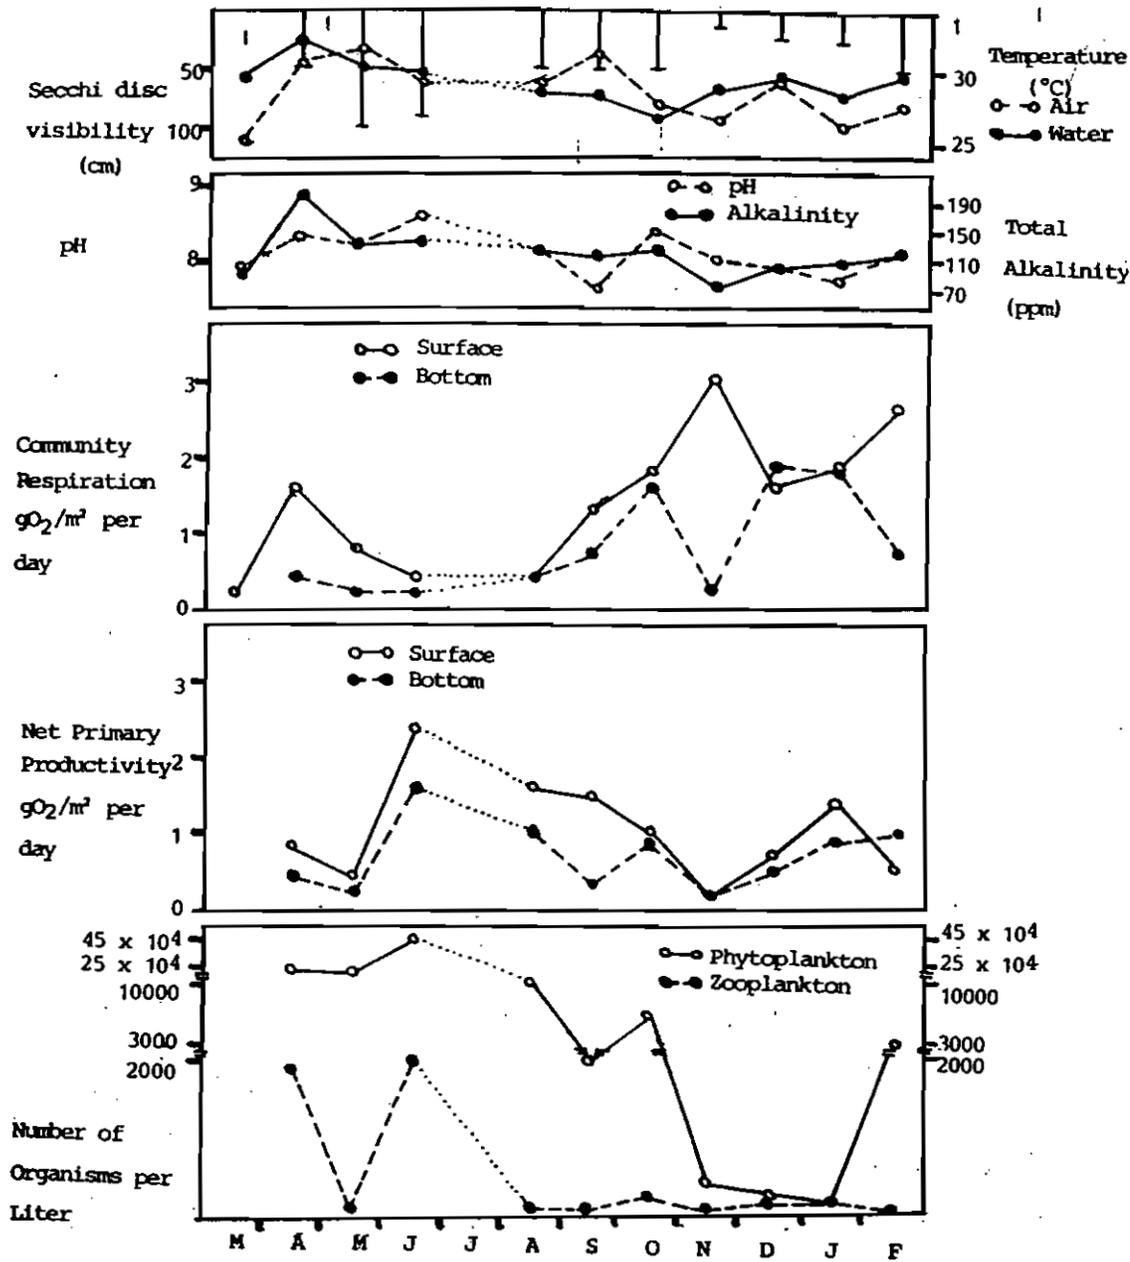 Secchi disc
visibility
(cm)
50
100
30
25
Temperature
(°C)
Air
Water
pH
9
8
pH
Alkalinity
190
150
110
70
Total
Alkalinity
(ppm)
Community
Respiration
gO₂/m² per
day
3
2
1
0
Surface
Bottom
Net Primary
Productivity
gO₂/m² per
day
3
2
1
0
Surface
Bottom
45 x 10⁴
25 x 10⁴
10000
3000
2000
Number of
Organisms per
Liter
Phytoplankton
Zooplankton
45 x 10⁴
25 x 10⁴
10000
3000
2000
M A M J J A S O N D J F